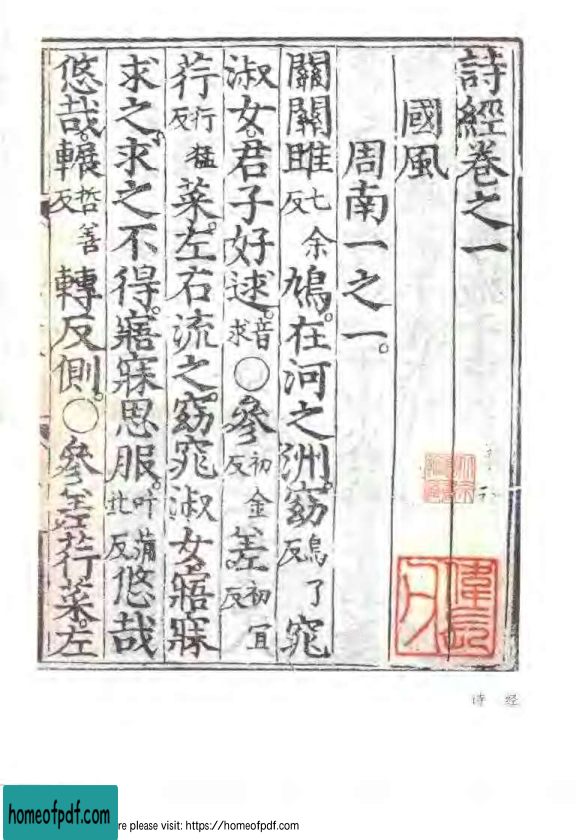 詩經卷之一
國風
周南一之一。
關關雎七余反鳩。在河之洲。窈烏了反窕
淑女。君子好逑。音求〇參初金反差初宜反
荇行猛反菜。左右流之。窈窕淑女。寤寐
求之。求之不得。寤寐思服。叶蒲北反悠哉
悠哉。輾哲善反轉反側。〇參差荇菜。左
诗 经
homeofpdf.com
re please visit: https://homeofpdf.com